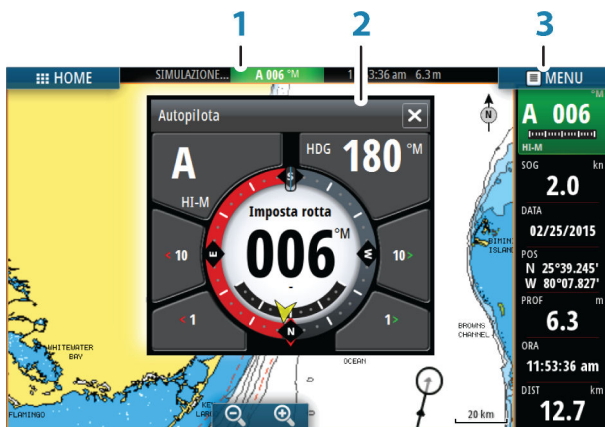 1 2 3
HOME
SIMULAZIONE...
A 006 °M
3:36 am 6.3 m
MENU
Autopilota
A
HI-M
HDG 180 °M
S
E
W
N
Imposta rotta
006 °M
-
< 10
10 >
< 1
1 >
N
°M
A 006
HI-M
SOG kn
2.0
DATA
02/25/2015
POS
N 25°39.245'
W 80°07.827'
PROF m
6.3
ORA
11:53:36 am
DIST km
12.7
BIMINI
ISLAND
BROWNS
CHANNEL
WHITEWATER
BAY
OCEAN
FLAMINGO
KEY
LAR
20 km